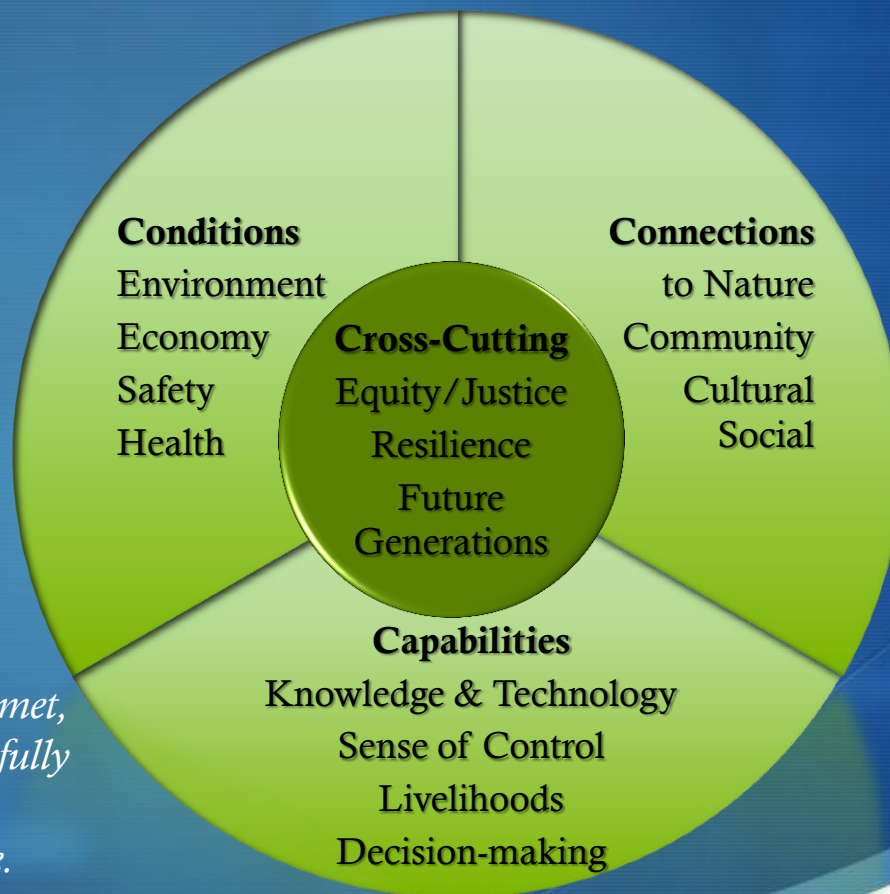 Conditions
Environment
Economy
Safety
Health
Connections
to Nature
Community
Cultural
Social
Cross-Cutting
Equity/Justice
Resilience
Future
Generations
Capabilities
Knowledge & Technology
Sense of Control
Livelihoods
Decision-making
met,
fully